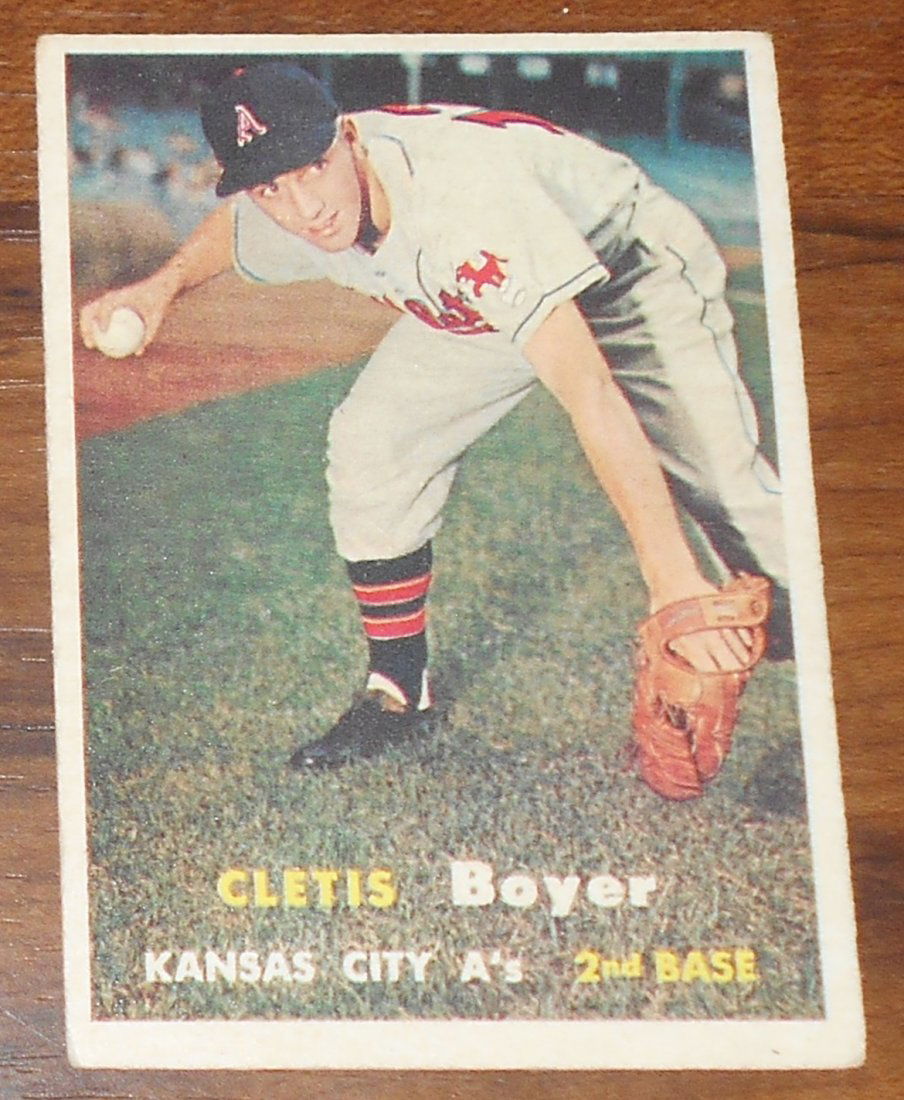 A
CLETIS Boyer
KANSAS CITY A's 2nd BASE